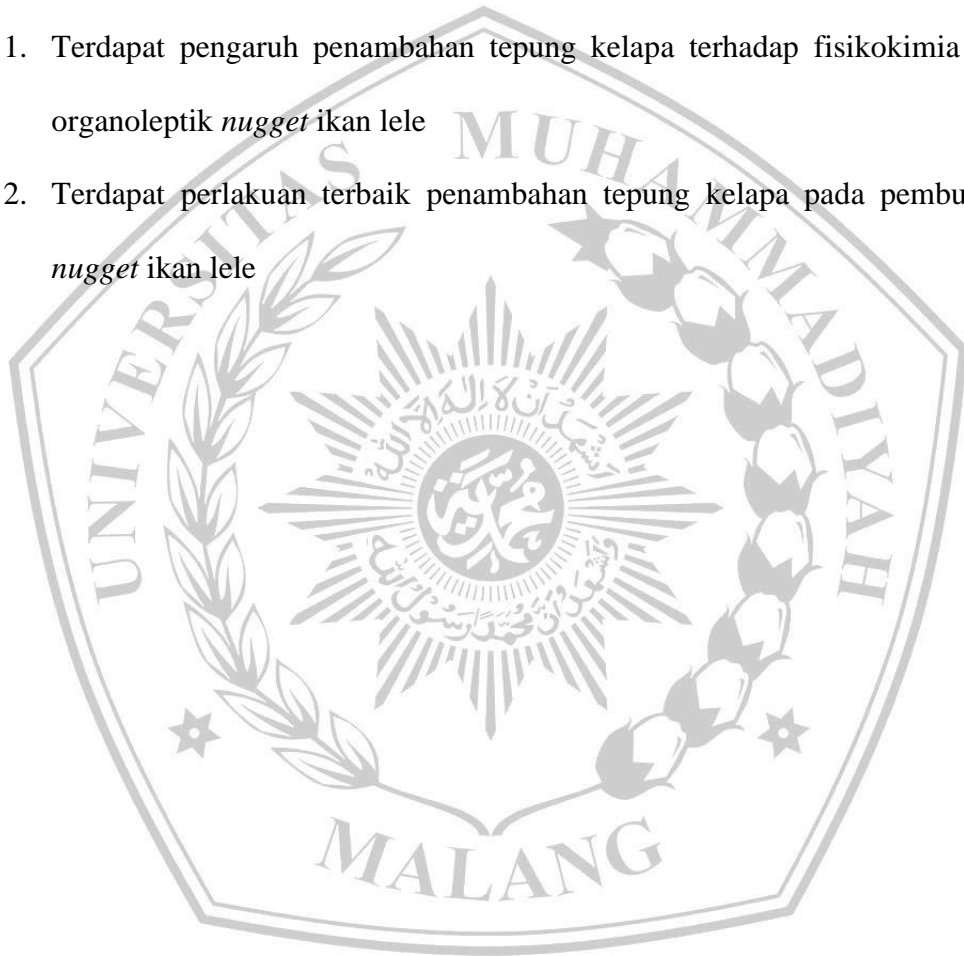 1. Terdapat pengaruh penambahan tepung kelapa terhadap fisikokimia
organoleptik nugget ikan lele
2. Terdapat perlakuan terbaik penambahan tepung kelapa pada pembu
nugget ikan lele
UNIVERSITAS MUHAMMADIYAH
MALANG